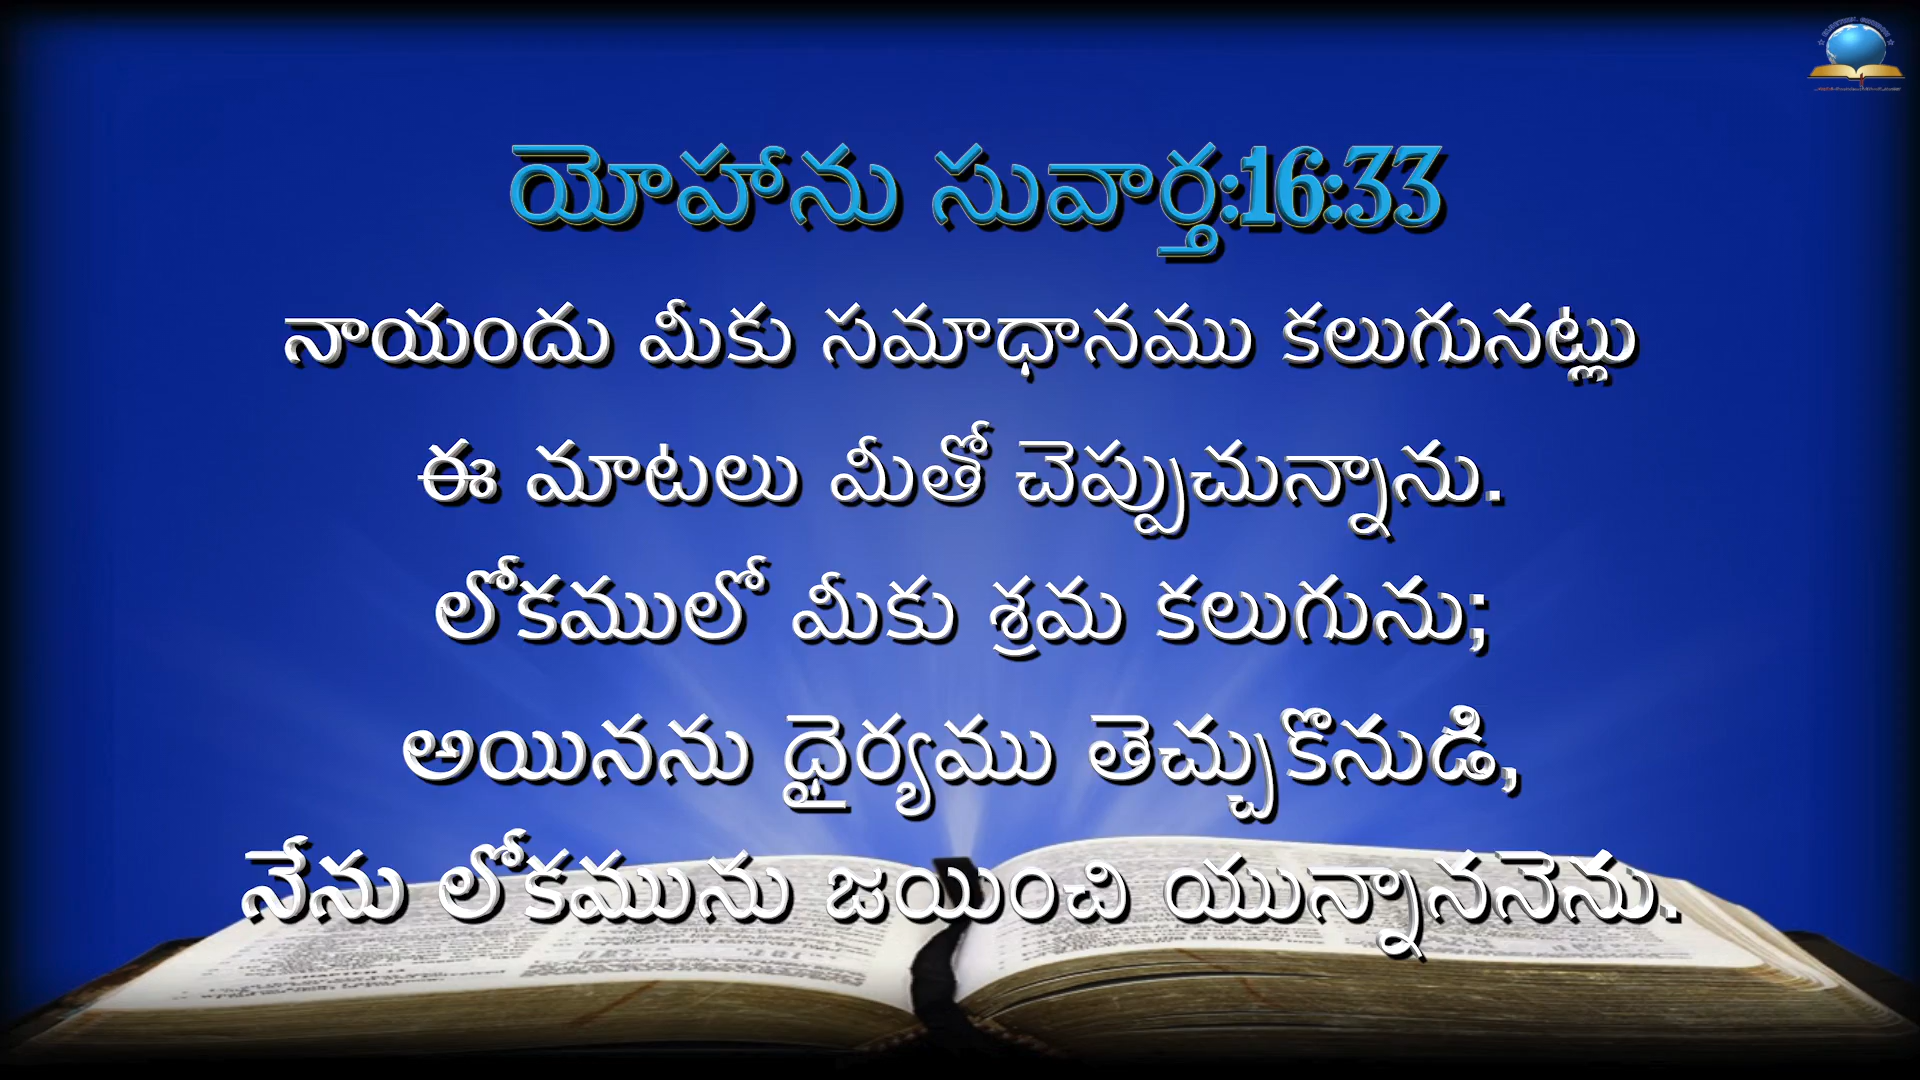 యోహాను సువార్త:16:33
నాయందు మీకు సమాధానము కలుగునట్లు
ఈ మాటలు మీతో చెప్పుచున్నాను.
లోకములో మీకు శ్రమ కలుగును;
అయినను ధైర్యము తెచ్చుకొనుడి,
నేను లోకమును జయించి యున్నాననెను.